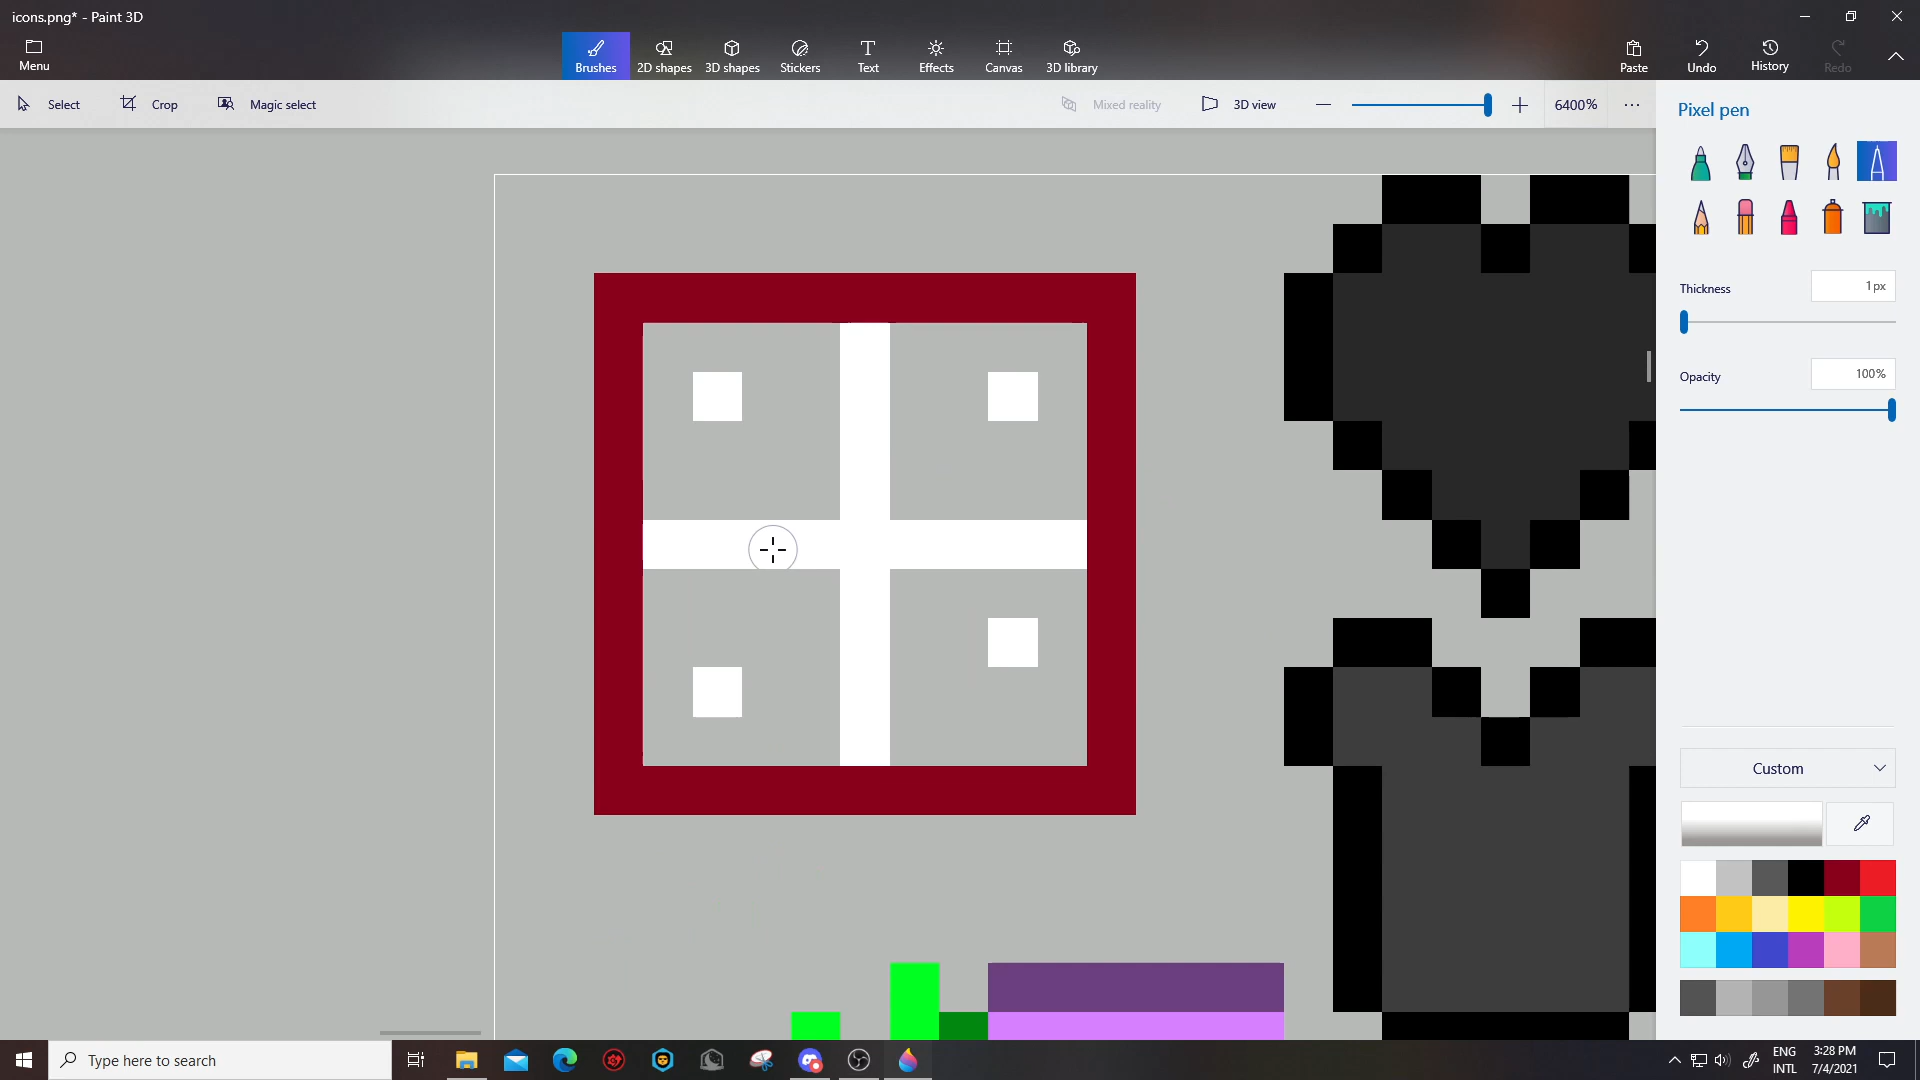 icons.png* - Paint 3D
Menu
Brushes
2D shapes
3D shapes
Stickers
Text
Effects
Canvas
3D library
Paste
Undo
History
Redo
Select
Crop
Magic select
Mixed reality
3D view
6400%
Pixel pen
Thickness
1px
Opacity
100%
Custom
Type here to search
ENG
INTL
3:28 PM
7/4/2021